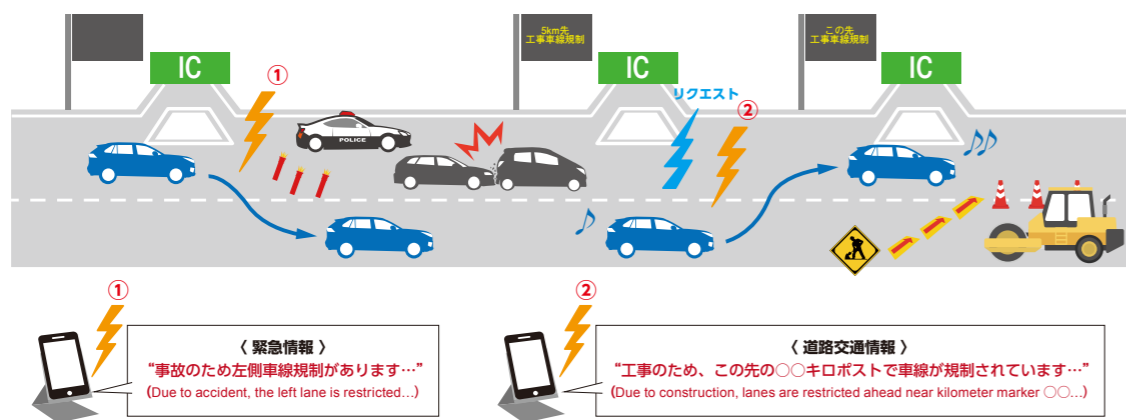 5km先
工事車線規制
この先
工事車線規制
IC
IC
IC
①
リクエスト
②
POLICE
①
②
〈 緊急情報 〉
“事故のため左側車線規制があります…”
(Due to accident, the left lane is restricted…)
〈 道路交通情報 〉
“工事のため、この先の〇〇キロポストで車線が規制されています…”
(Due to construction, lanes are restricted ahead near kilometer marker 〇〇…)